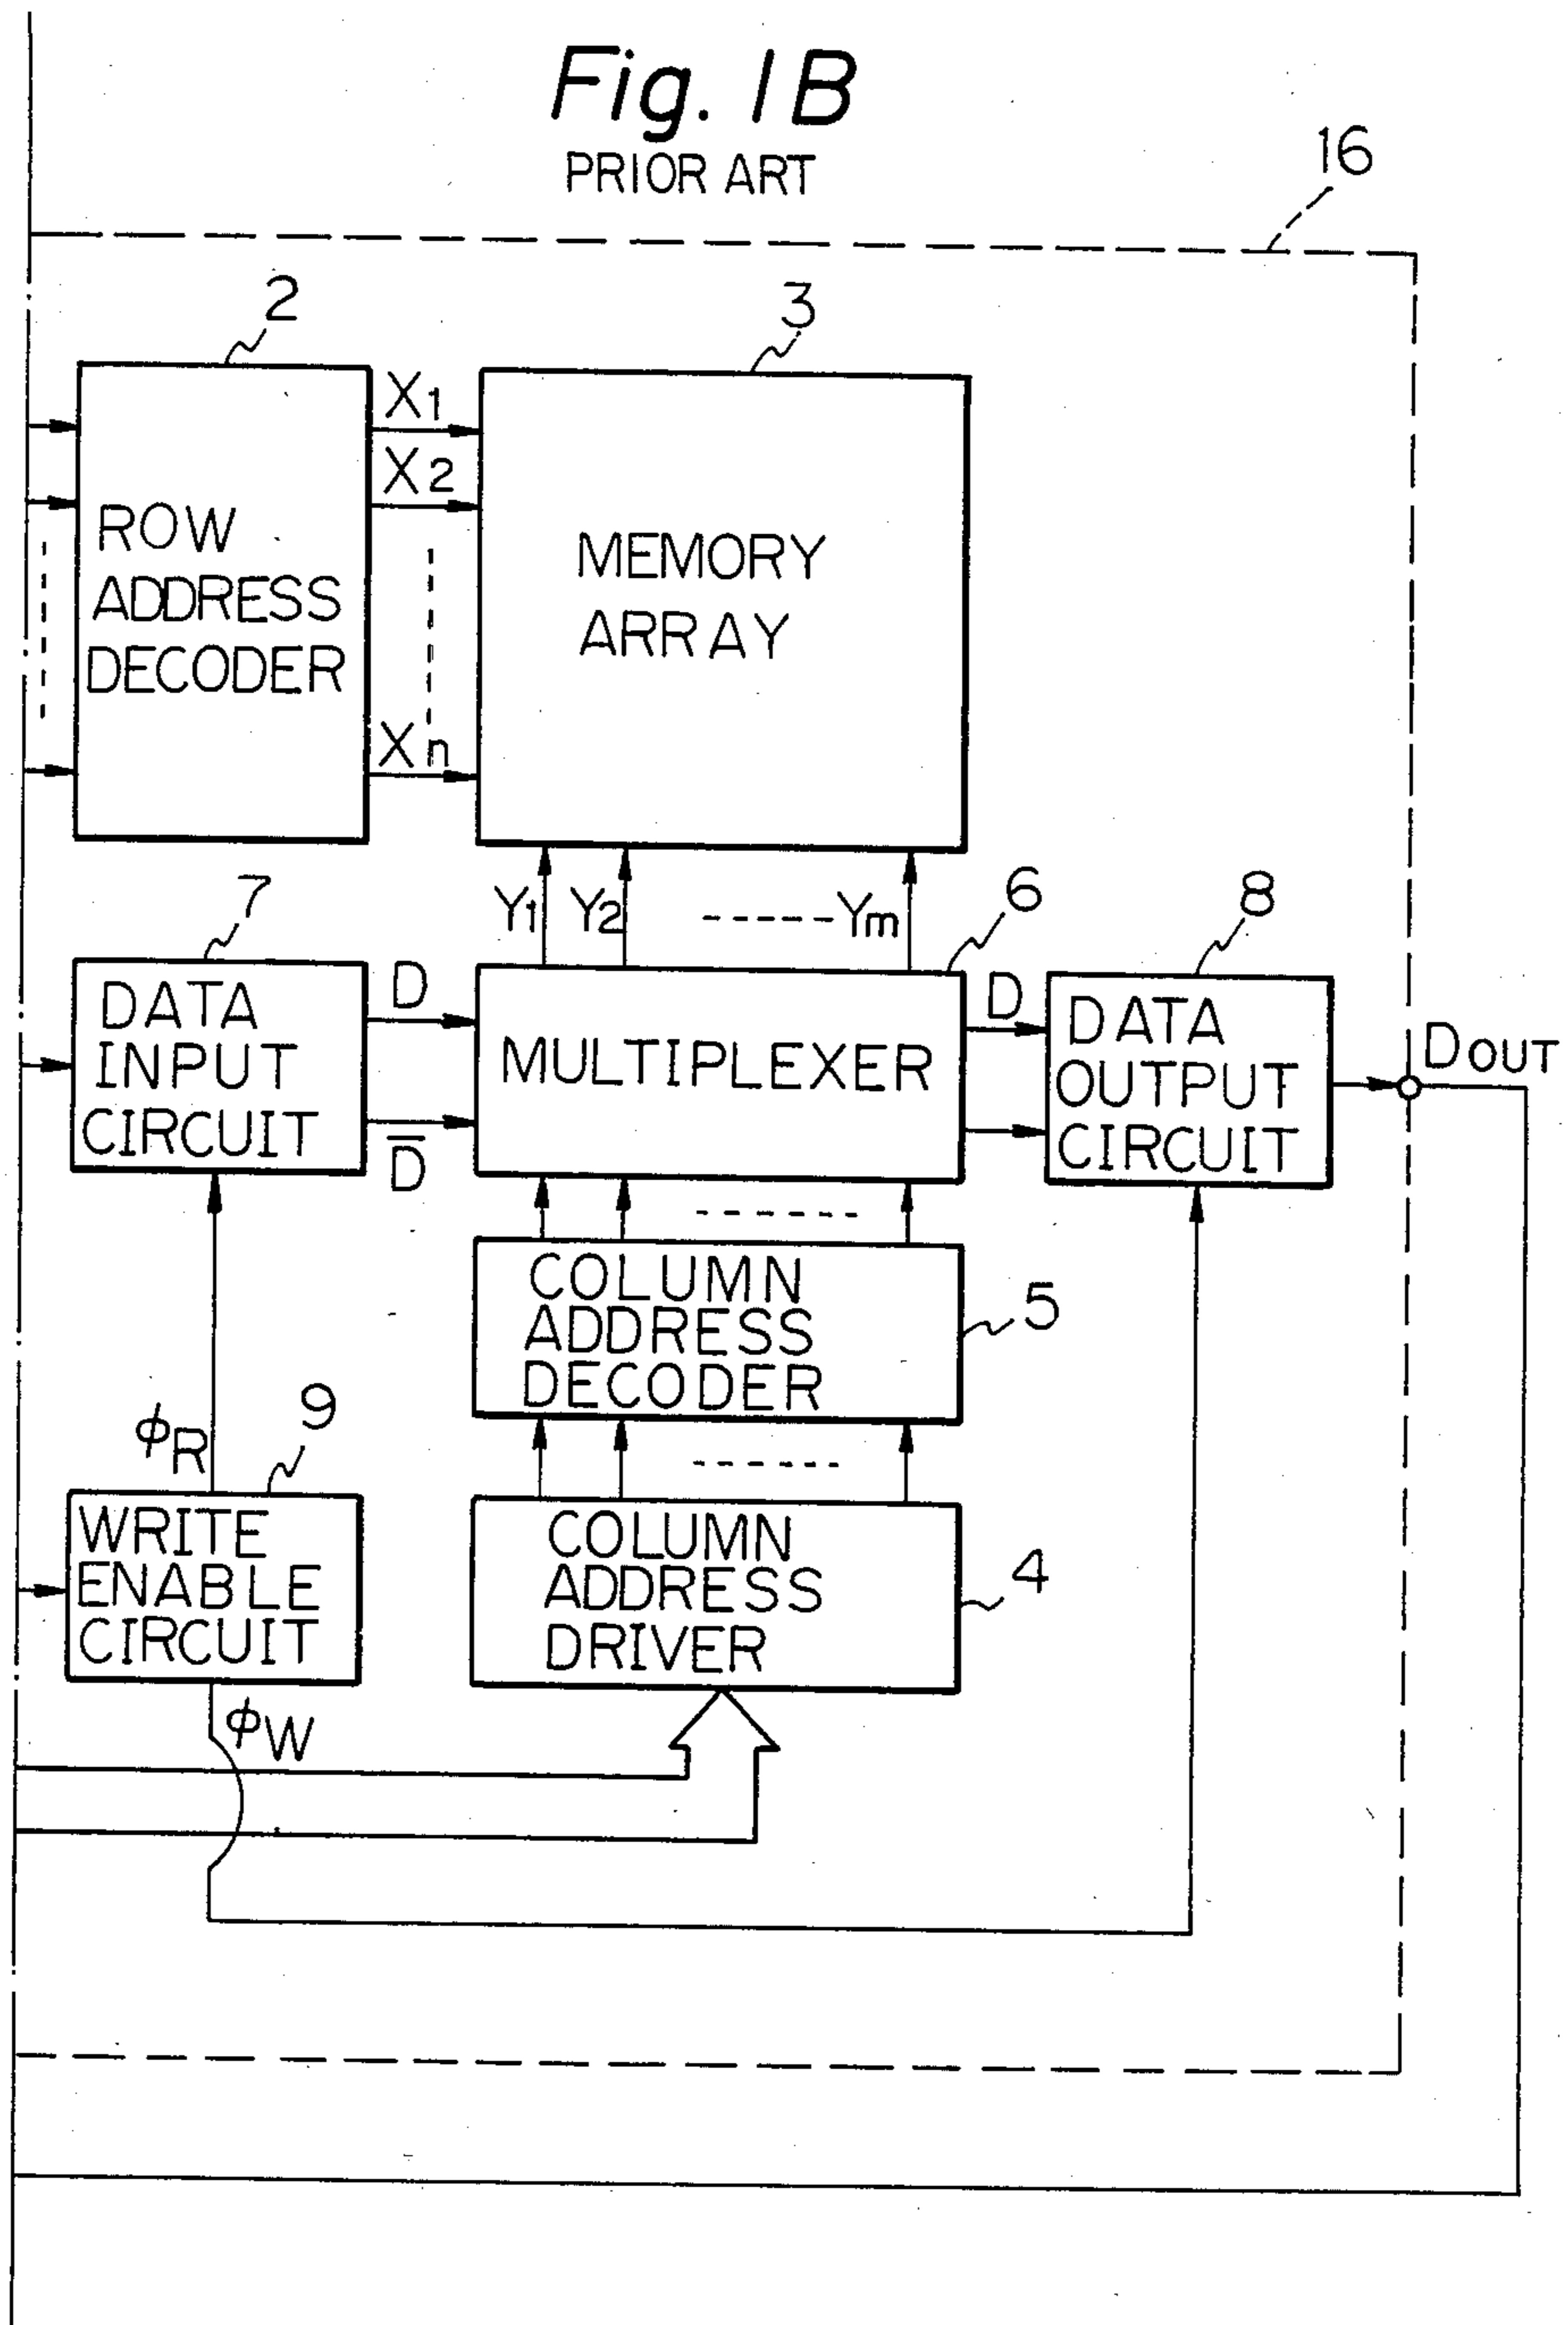 Fig. 1B
PRIOR ART
16
2
3
X1
X2
Xn
ROW
ADDRESS
DECODER
MEMORY
ARRAY
Y1 Y2 Ym
7
6
8
DATA
INPUT
CIRCUIT
D
D̅
MULTIPLEXER
D
DATA
OUTPUT
CIRCUIT
DOUT
COLUMN
ADDRESS
DECODER
5
ϕR
9
WRITE
ENABLE
CIRCUIT
COLUMN
ADDRESS
DRIVER
4
ϕW